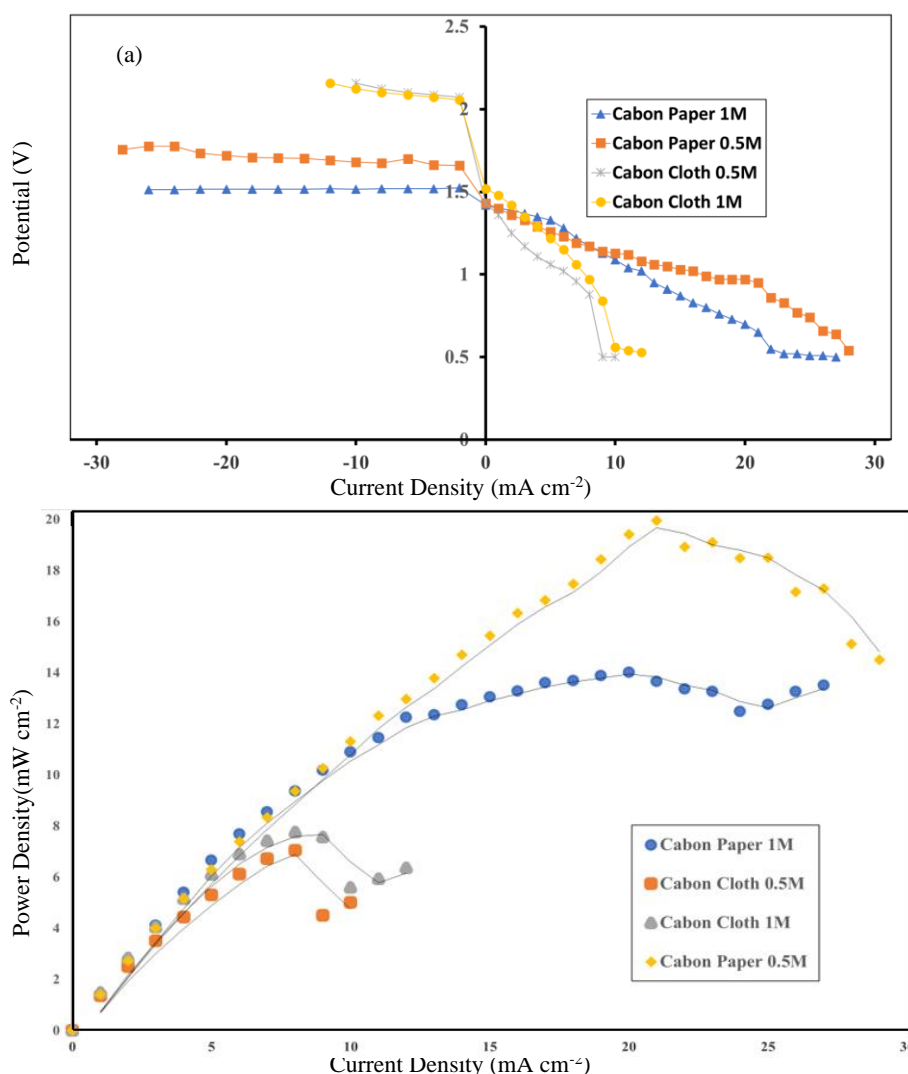 (a)
2.5
2
1.5
1
0.5
0
Potential (V)
Cabon Paper 1M
Cabon Paper 0.5M
Cabon Cloth 0.5M
Cabon Cloth 1M
-30 -20 -10 0 10 20 30
Current Density (mA cm-2)
20
18
16
14
12
10
8
6
4
2
0
Power Density(mW cm-2)
Cabon Paper 1M
Cabon Cloth 0.5M
Cabon Cloth 1M
Cabon Paper 0.5M
0 5 10 15 20 25 30
Current Density (mA cm-2)